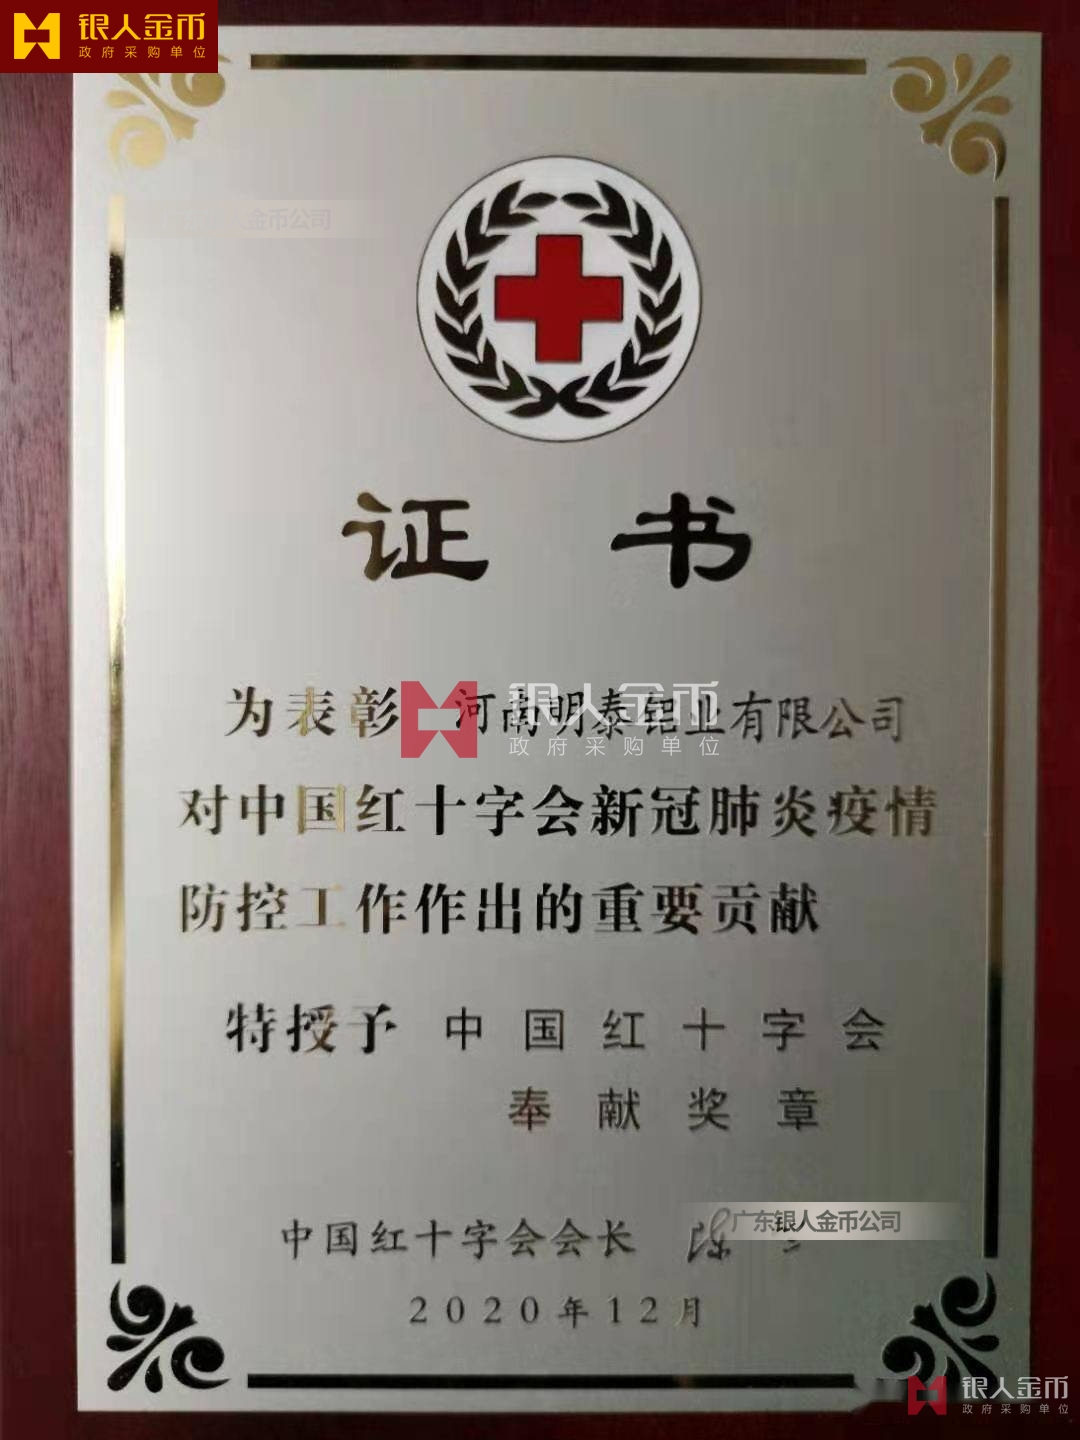 银人金币
政府采购单位
金币公司
证书
为表彰 河南明泰铝业有限公司
银人金币
政府采购单位
对中国红十字会新冠肺炎疫情
防控工作作出的重要贡献
特授予 中国红十字会
奉献奖章
广东银人金币公司
中国红十字会会长 陈
2020年12月
银人金币
政府采购单位